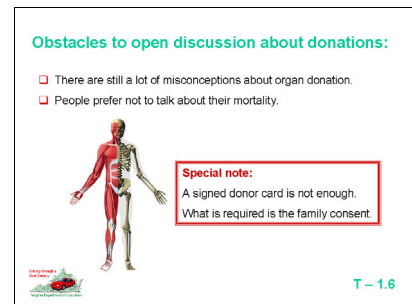 Obstacles to open discussion about donations:
There are still a lot of misconceptions about organ donation.
People prefer not to talk about their mortality.
Special note:
A signed donor card is not enough.
What is required is the family consent.
T – 1.6